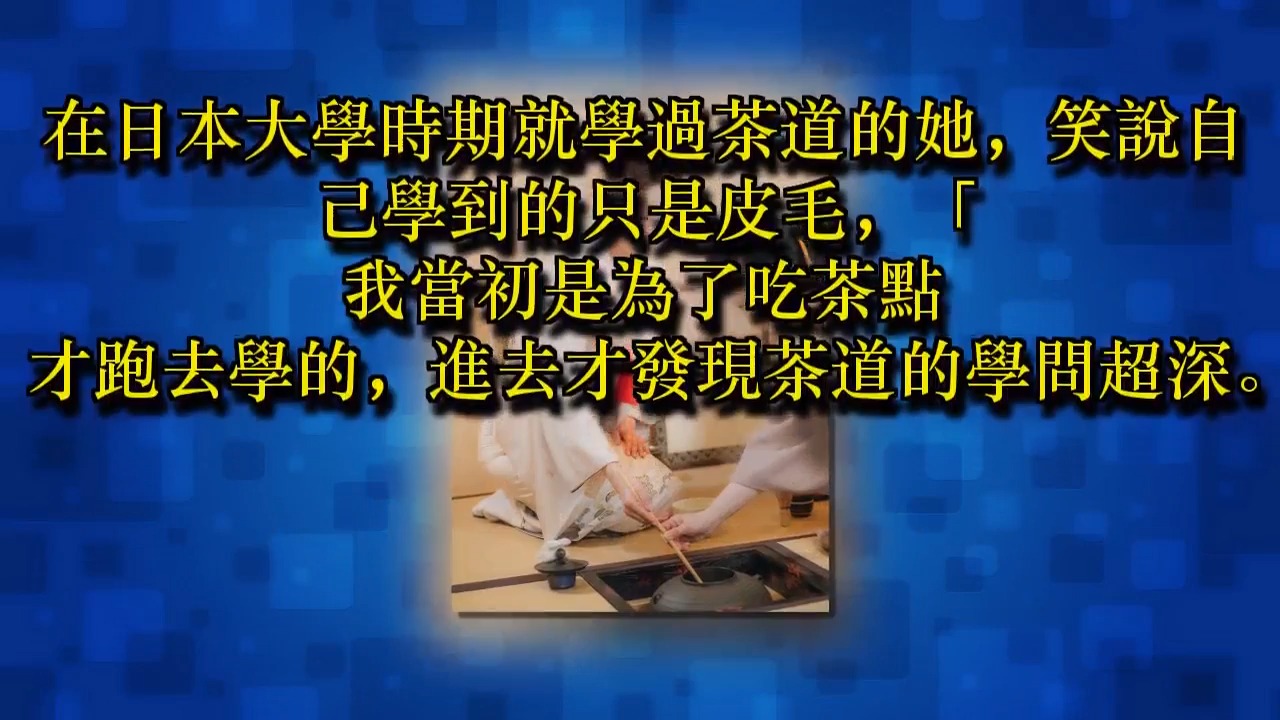 在日本大學時期就學過茶道的她，笑說自
己學到的只是皮毛，「
我當初是為了吃茶點
才跑去學的，進去才發現茶道的學問超深。